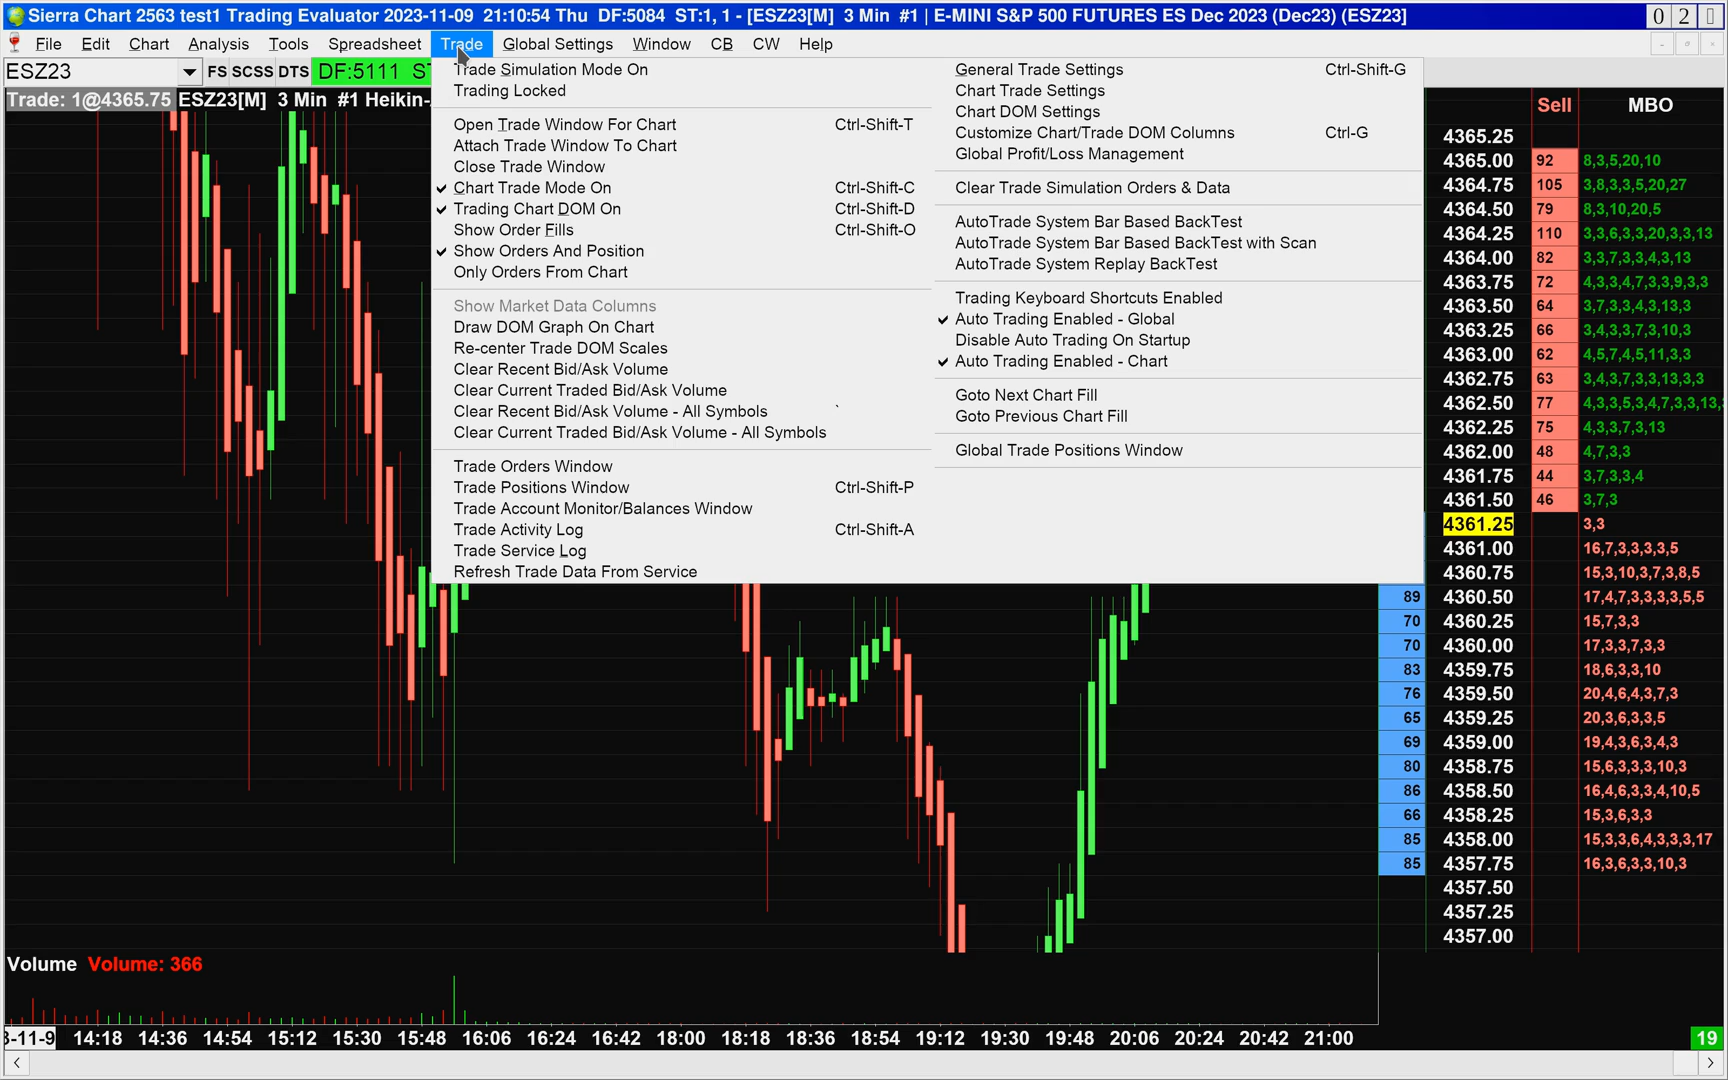 Sierra Chart 2563 test1 Trading Evaluator 2023-11-09 21:10:54 Thu DF:5084 ST:1, 1 - [ESZ23[M] 3 Min #1 | E-MINI S&P 500 FUTURES ES Dec 2023 (Dec23) (ESZ23]
0 2
File Edit Chart Analysis Tools Spreadsheet Trade Global Settings Window CB CW Help
ESZ23 FS SCSS DTS DF:5111
Trade: 1@4365.75 ESZ23[M] 3 Min #1 Heikin-
Trade Simulation Mode On
Trading Locked
Open Trade Window For Chart Ctrl-Shift-T
Attach Trade Window To Chart
Close Trade Window
Chart Trade Mode On Ctrl-Shift-C
Trading Chart DOM On Ctrl-Shift-D
Show Order Fills Ctrl-Shift-O
Show Orders And Position
Only Orders From Chart
Show Market Data Columns
Draw DOM Graph On Chart
Re-center Trade DOM Scales
Clear Recent Bid/Ask Volume
Clear Current Traded Bid/Ask Volume
Clear Recent Bid/Ask Volume - All Symbols `
Clear Current Traded Bid/Ask Volume - All Symbols
Trade Orders Window
Trade Positions Window Ctrl-Shift-P
Trade Account Monitor/Balances Window
Trade Activity Log Ctrl-Shift-A
Trade Service Log
Refresh Trade Data From Service
General Trade Settings Ctrl-Shift-G
Chart Trade Settings
Chart DOM Settings
Customize Chart/Trade DOM Columns Ctrl-G
Global Profit/Loss Management
Clear Trade Simulation Orders & Data
AutoTrade System Bar Based BackTest
AutoTrade System Bar Based BackTest with Scan
AutoTrade System Replay BackTest
Trading Keyboard Shortcuts Enabled
Auto Trading Enabled - Global
Disable Auto Trading On Startup
Auto Trading Enabled - Chart
Goto Next Chart Fill
Goto Previous Chart Fill
Global Trade Positions Window
Sell MBO
4365.25
4365.00 92 8,3,5,20,10
4364.75 105 3,8,3,3,5,20,27
4364.50 79 8,3,10,20,5
4364.25 110 3,3,6,3,3,20,3,3,13
4364.00 82 3,3,7,3,3,4,3,13
4363.75 72 4,3,3,4,7,3,3,9,3,3
4363.50 64 3,7,3,3,4,3,13,3
4363.25 66 3,4,3,3,7,3,10,3
4363.00 62 4,5,7,4,5,11,3,3
4362.75 63 3,4,3,7,3,3,13,3,3
4362.50 77 4,3,3,5,3,4,7,3,3,13,3
4362.25 75 4,3,3,7,3,13
4362.00 48 4,7,3,3
4361.75 44 3,7,3,3,4
4361.50 46 3,7,3
4361.25 3,3
4361.00 16,7,3,3,3,3,5
4360.75 15,3,10,3,7,3,8,5
89 4360.50 17,4,7,3,3,3,3,5,5
70 4360.25 15,7,3,3
70 4360.00 17,3,3,7,3,3
83 4359.75 18,6,3,3,10
76 4359.50 20,4,6,4,3,7,3
65 4359.25 20,3,6,3,3,5
69 4359.00 19,4,3,6,3,4,3
80 4358.75 15,6,3,3,3,10,3
86 4358.50 16,4,6,3,3,4,10,5
66 4358.25 15,3,6,3,3
85 4358.00 15,3,3,6,4,3,3,3,17
85 4357.75 16,3,6,3,3,10,3
4357.50
4357.25
4357.00
Volume Volume: 366
3-11-9 14:18 14:36 14:54 15:12 15:30 15:48 16:06 16:24 16:42 18:00 18:18 18:36 18:54 19:12 19:30 19:48 20:06 20:24 20:42 21:00 19